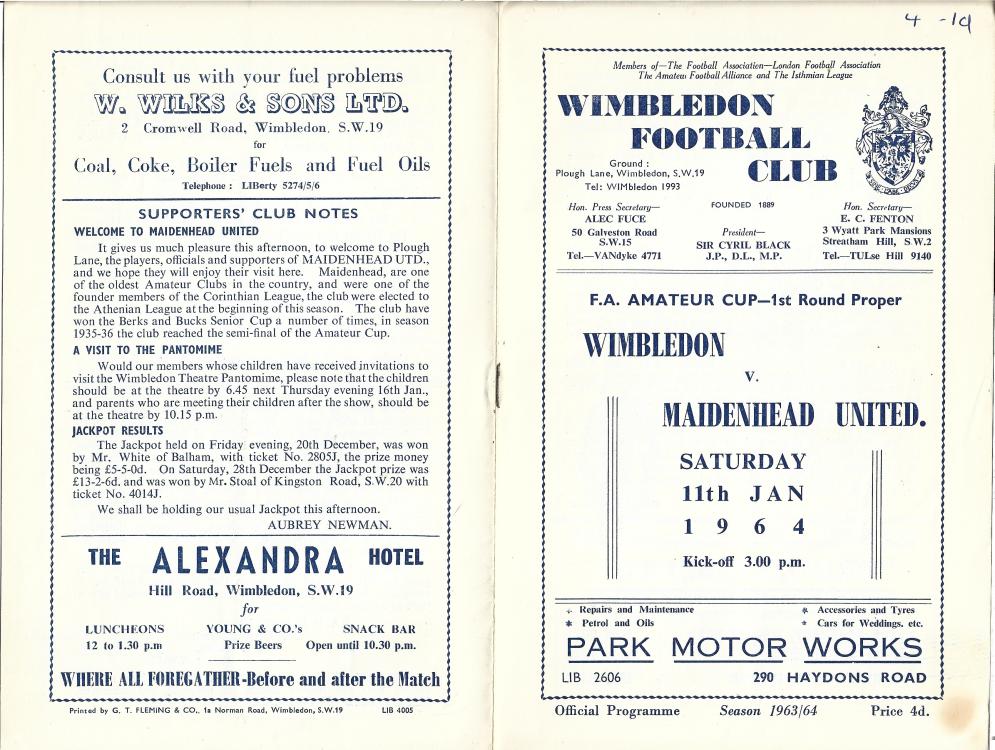 Consult us with your fuel problems
W. WILKS & SONS LTD.
2 Cromwell Road, Wimbledon. S.W.19
for
Coal, Coke, Boiler Fuels and Fuel Oils
Telephone : LIBerty 5274/5/6
SUPPORTERS' CLUB NOTES
WELCOME TO MAIDENHEAD UNITED
It gives us much pleasure this afternoon, to welcome to Plough
Lane, the players, officials and supporters of MAIDENHEAD UTD.,
and we hope they will enjoy their visit here. Maidenhead, are one
of the oldest Amateur Clubs in the country, and were one of the
founder members of the Corinthian League, the club were elected to
the Athenian League at the beginning of this season. The club have
won the Berks and Bucks Senior Cup a number of times, in season
1935-36 the club reached the semi-final of the Amateur Cup.
A VISIT TO THE PANTOMIME
Would our members whose children have received invitations to
visit the Wimbledon Theatre Pantomime, please note that the children
should be at the theatre by 6.45 next Thursday evening 16th Jan.,
and parents who are meeting their children after the show, should be
at the theatre by 10.15 p.m.
JACKPOT RESULTS
The Jackpot held on Friday evening, 20th December, was won
by Mr. White of Balham, with ticket No. 2805J, the prize money
being £5-5-0d. On Saturday, 28th December the Jackpot prize was
£13-2-6d. and was won by Mr. Stoal of Kingston Road, S.W.20 with
ticket No. 4014J.
We shall be holding our usual Jackpot this afternoon.
AUBREY NEWMAN.
THE ALEXANDRA HOTEL
Hill Road, Wimbledon, S.W.19
for
LUNCHEONS YOUNG & CO.'s SNACK BAR
12 to 1.30 p.m Prize Beers Open until 10.30 p.m.
WHERE ALL FOREGATHER-Before and after the Match
Printed by G. T. FLEMING & CO., 1a Norman Road, Wimbledon, S.W.19 LIB 4005
4 - 1a
Members of—The Football Association—London Football Association
The Amateur Football Alliance and The Isthmian League
WIMBLEDON
FOOTBALL
CLUB
Ground :
Plough Lane, Wimbledon, S.W.19
Tel: WIMbledon 1993
FOUNDED 1889
Hon. Press Secretary—
ALEC FUCE
50 Galveston Road
S.W.15
Tel.—VANdyke 4771
President—
SIR CYRIL BLACK
J.P., D.L., M.P.
Hon. Secretary—
E. C. FENTON
3 Wyatt Park Mansions
Streatham Hill, S.W.2
Tel.—TULse Hill 9140
F.A. AMATEUR CUP—1st Round Proper
WIMBLEDON
V.
MAIDENHEAD UNITED.
SATURDAY
11th JAN
1 9 6 4
Kick-off 3.00 p.m.
* Repairs and Maintenance
* Petrol and Oils
* Accessories and Tyres
* Cars for Weddings. etc.
PARK MOTOR WORKS
LIB 2606 290 HAYDONS ROAD
Official Programme Season 1963/64 Price 4d.